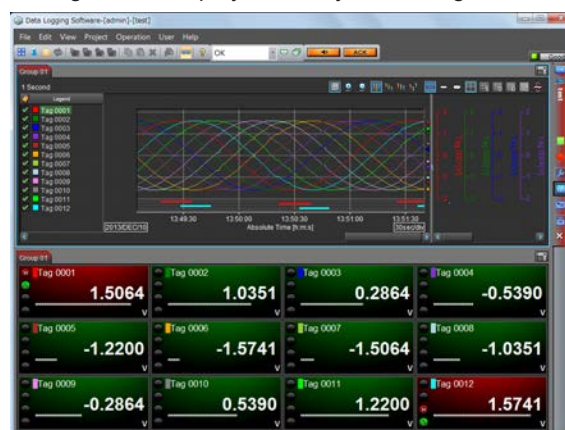 Data Logging Software-[admin]-[test]
File Edit View Project Operation User Help
OK ACK Good
Group 01
1 Second
Legend
Tag 0001
Tag 0002
Tag 0003
Tag 0004
Tag 0005
Tag 0006
Tag 0007
Tag 0008
Tag 0009
Tag 0010
Tag 0011
Tag 0012
test
13:49:30 13:50:00 13:50:30 13:51:00 13:51:30
2013/DEC/10 Absolute Time [h:m:s] 30sec/div
Group 01
Tag 0001 Tag 0002 Tag 0003 Tag 0004
1.5064 1.0351 0.2864 -0.5390
V V V V
Tag 0005 Tag 0006 Tag 0007 Tag 0008
-1.2200 -1.5741 -1.5064 -1.0351
V V V V
Tag 0009 Tag 0010 Tag 0011 Tag 0012
-0.2864 0.5390 1.2200 1.5741
V V V V